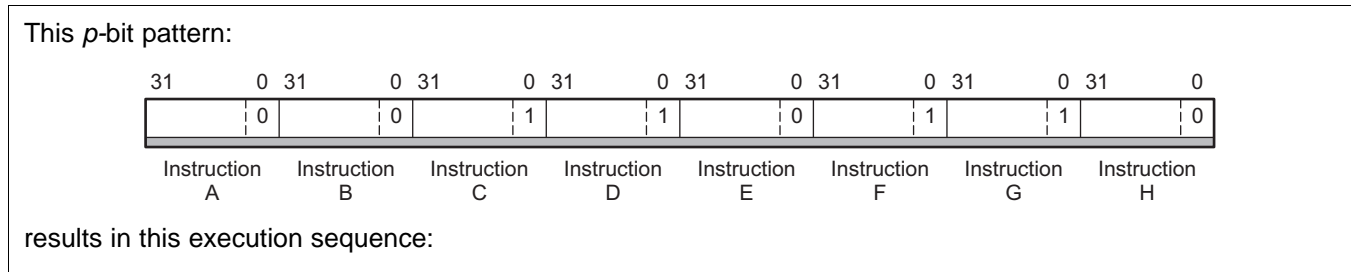 This p-bit pattern:
31 0 31 0 31 0 31 0 31 0 31 0 31 0 31 0
0 0 1 1 0 1 1 0
Instruction Instruction Instruction Instruction Instruction Instruction Instruction Instruction
A B C D E F G H
results in this execution sequence: